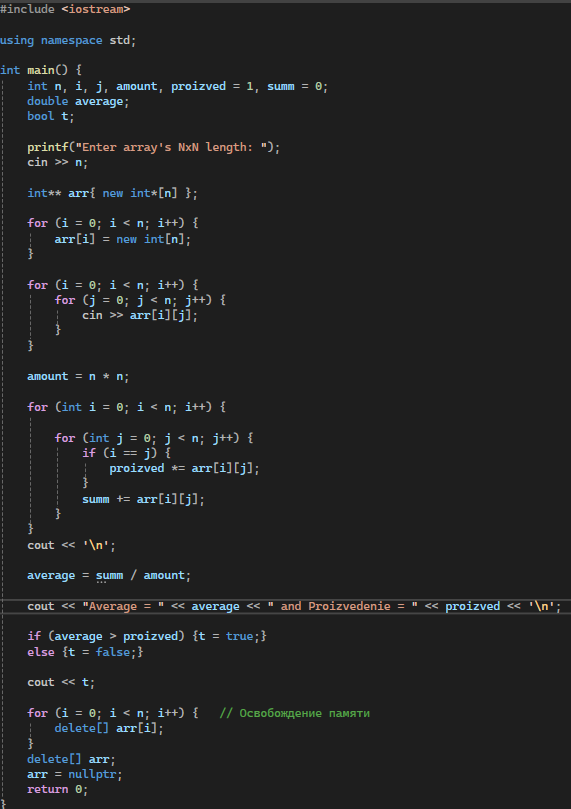 #include <iostream>
using namespace std;
int main() {
int n, i, j, amount, proizved = 1, summ = 0;
double average;
bool t;
printf("Enter array's NxN length: ");
cin >> n;
int** arr{ new int*[n] };
for (i = 0; i < n; i++) {
arr[i] = new int[n];
}
for (i = 0; i < n; i++) {
for (j = 0; j < n; j++) {
cin >> arr[i][j];
}
}
amount = n * n;
for (int i = 0; i < n; i++) {
for (int j = 0; j < n; j++) {
if (i == j) {
proizved *= arr[i][j];
}
summ += arr[i][j];
}
}
cout << '\n';
average = summ / amount;
cout << "Average = " << average << " and Proizvedenie = " << proizved << '\n';
if (average > proizved) {t = true;}
else {t = false;}
cout << t;
for (i = 0; i < n; i++) {   // Освобождение памяти
delete[] arr[i];
}
delete[] arr;
arr = nullptr;
return 0;
}